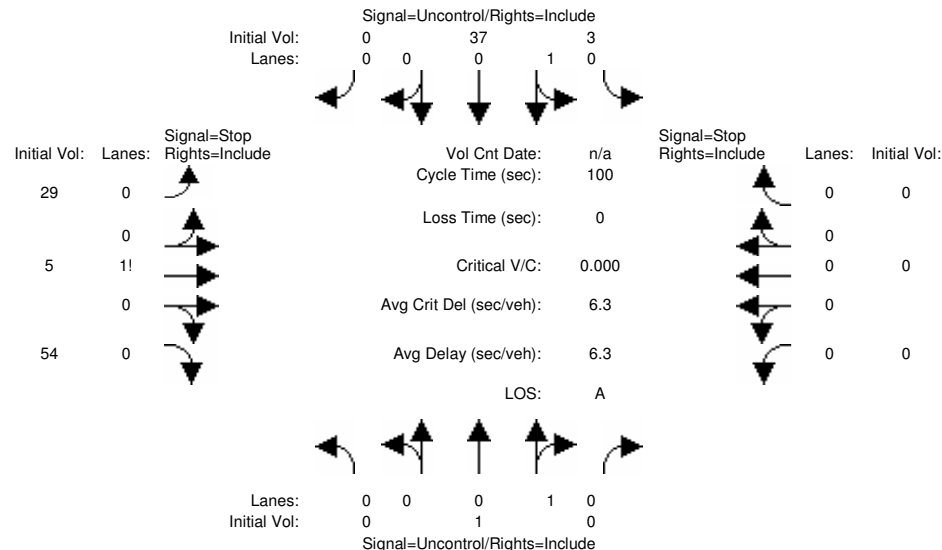 Signal=Uncontrol/Rights=Include
Initial Vol: 0 37 3
Lanes: 0 0 0 1 0
Signal=Stop Signal=Stop
Initial Vol: Lanes: Rights=Include Vol Cnt Date: n/a Rights=Include Lanes: Initial Vol:
Cycle Time (sec): 100
29 0 0 0
Loss Time (sec): 0
0 0
5 1! Critical V/C: 0.000 0 0
0 Avg Crit Del (sec/veh): 6.3 0
54 0 Avg Delay (sec/veh): 6.3 0 0
LOS: A
Lanes: 0 0 0 1 0
Initial Vol: 0 1 0
Signal=Uncontrol/Rights=Include